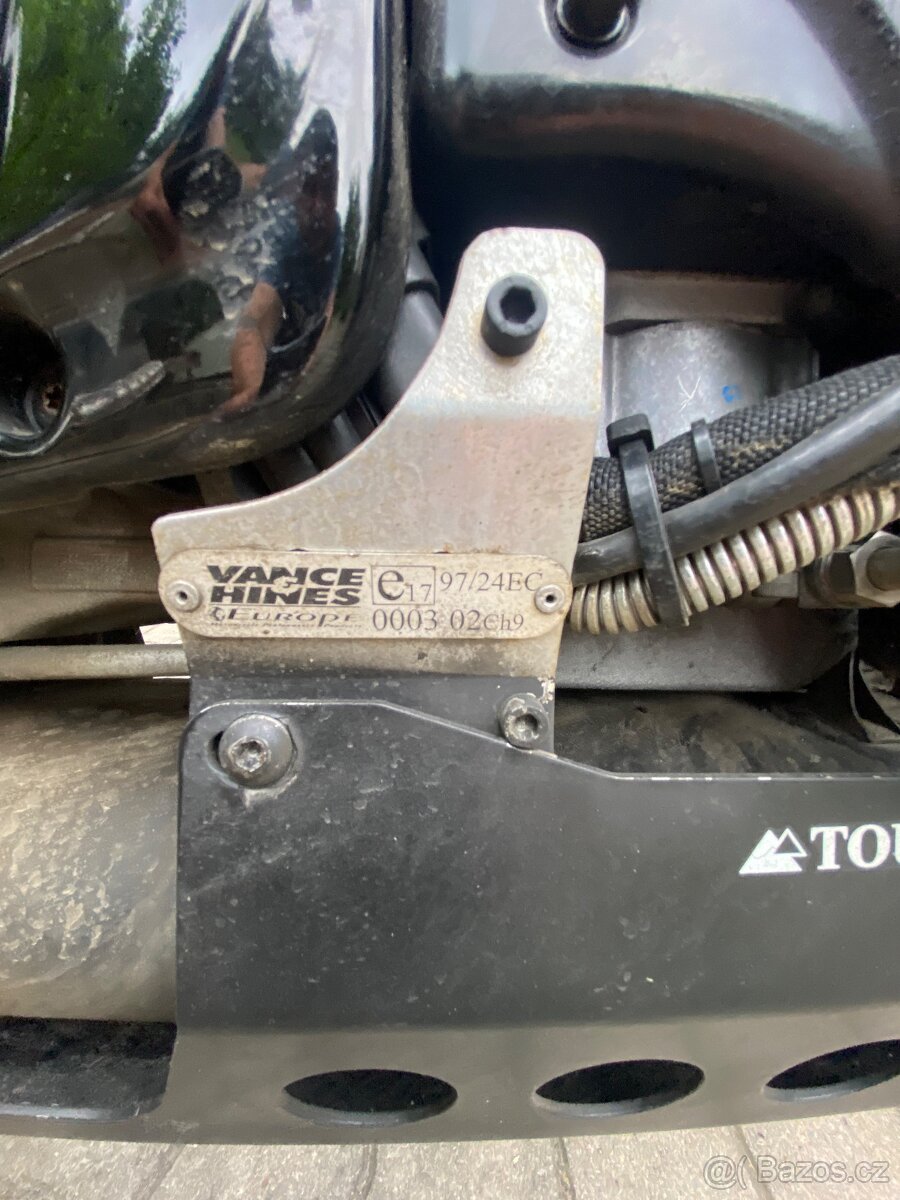 VANCE & HINES
EUROPE
e17 97/24EC
0003 02Ch9
TOU
@( Bazos.cz